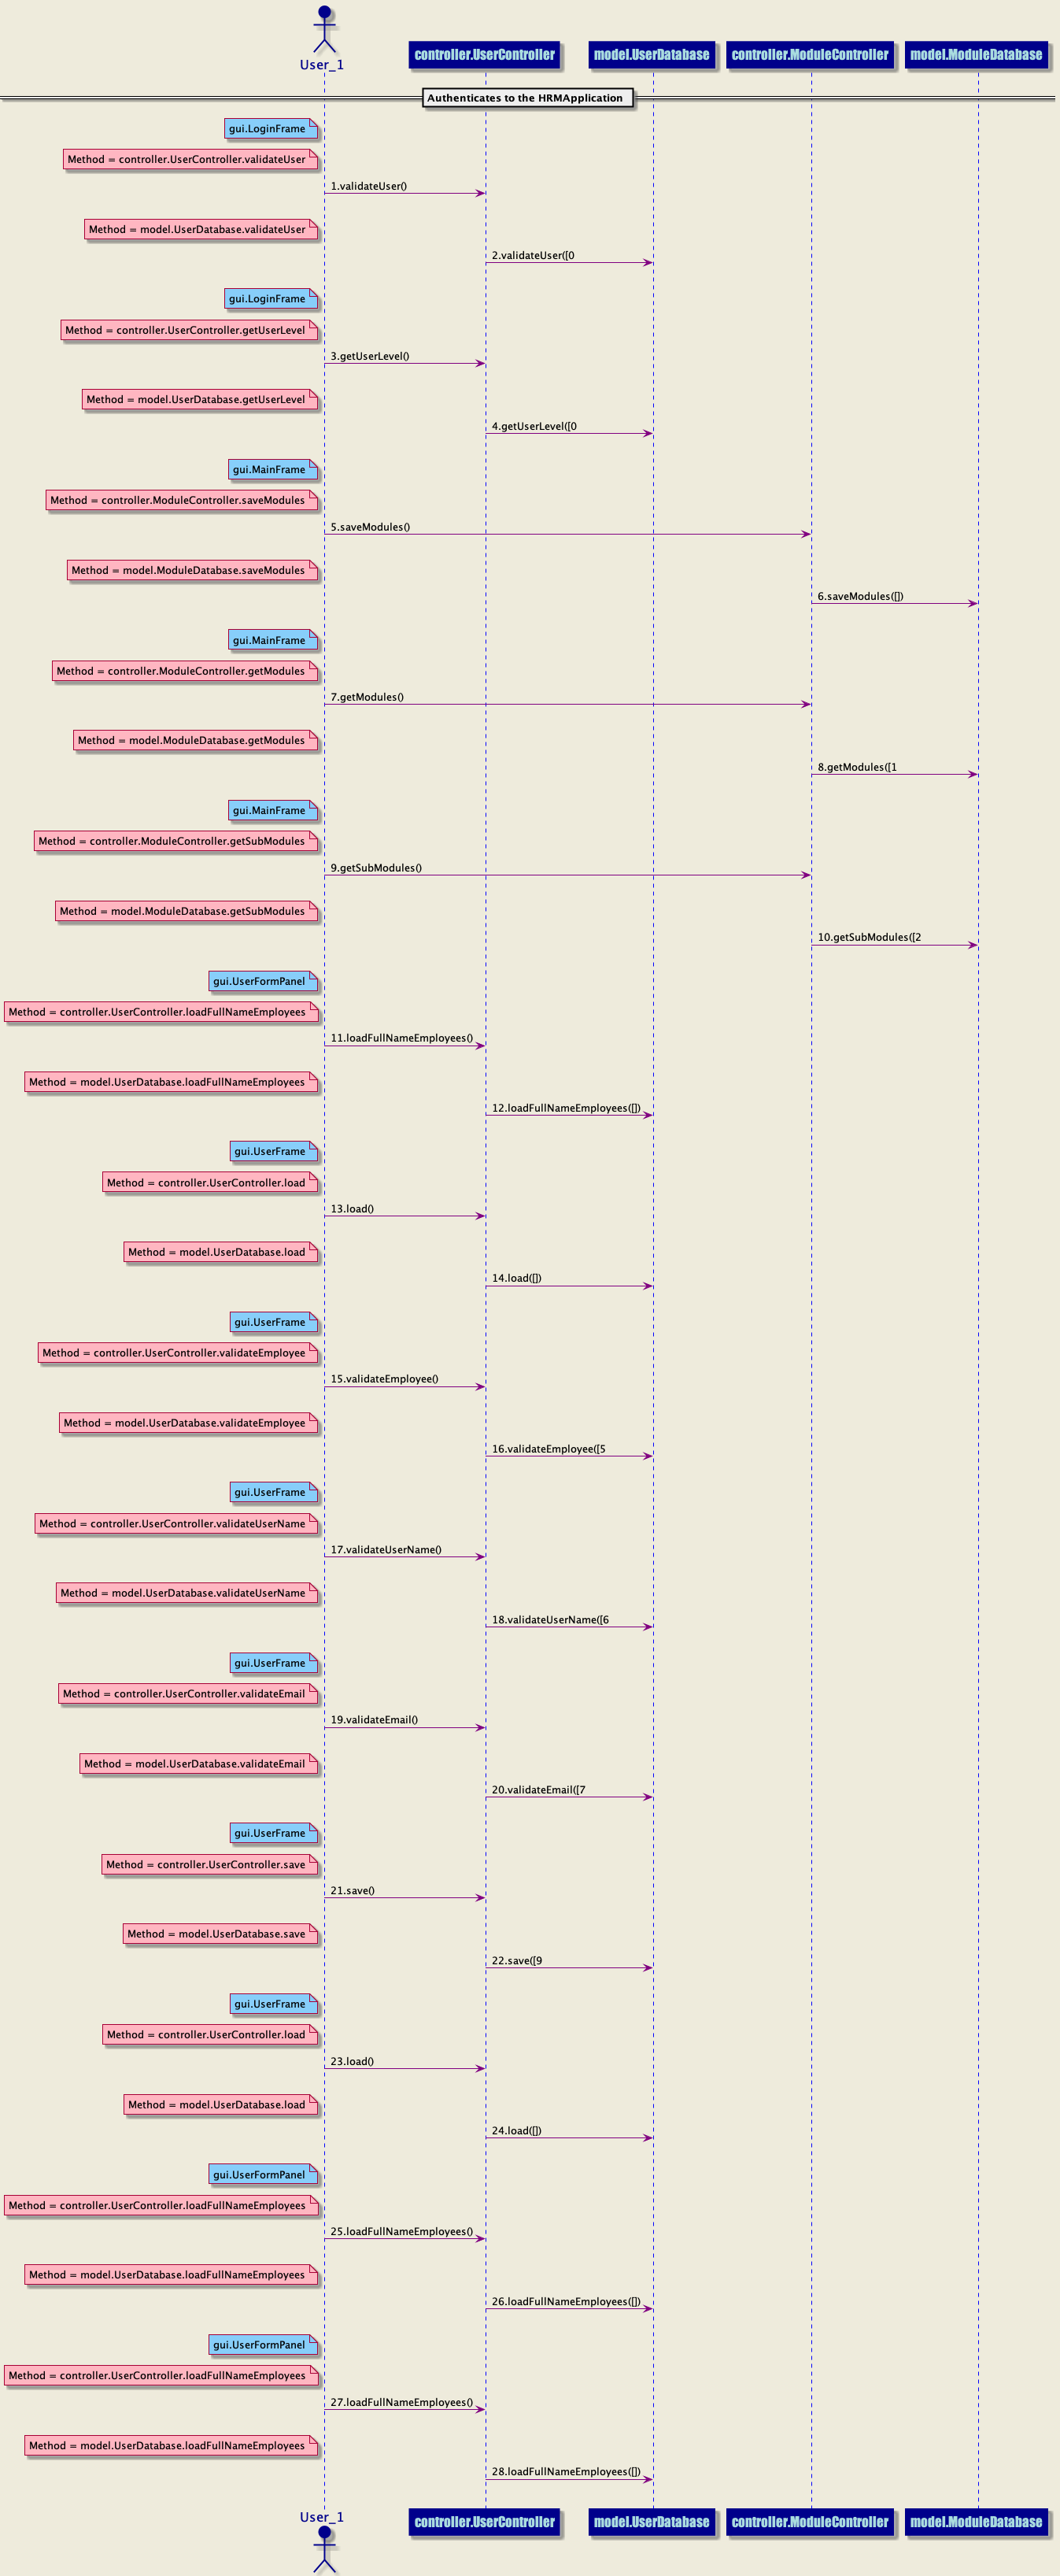 User_1
controller.UserController
model.UserDatabase
controller.ModuleController
model.ModuleDatabase
Authenticates to the HRMApplication
gui.LoginFrame
Method = controller.UserController.validateUser
1.validateUser()
Method = model.UserDatabase.validateUser
2.validateUser([0
gui.LoginFrame
Method = controller.UserController.getUserLevel
3.getUserLevel()
Method = model.UserDatabase.getUserLevel
4.getUserLevel([0
gui.MainFrame
Method = controller.ModuleController.saveModules
5.saveModules()
Method = model.ModuleDatabase.saveModules
6.saveModules([])
gui.MainFrame
Method = controller.ModuleController.getModules
7.getModules()
Method = model.ModuleDatabase.getModules
8.getModules([1
gui.MainFrame
Method = controller.ModuleController.getSubModules
9.getSubModules()
Method = model.ModuleDatabase.getSubModules
10.getSubModules([2
gui.UserFormPanel
Method = controller.UserController.loadFullNameEmployees
11.loadFullNameEmployees()
Method = model.UserDatabase.loadFullNameEmployees
12.loadFullNameEmployees([])
gui.UserFrame
Method = controller.UserController.load
13.load()
Method = model.UserDatabase.load
14.load([])
gui.UserFrame
Method = controller.UserController.validateEmployee
15.validateEmployee()
Method = model.UserDatabase.validateEmployee
16.validateEmployee([5
gui.UserFrame
Method = controller.UserController.validateUserName
17.validateUserName()
Method = model.UserDatabase.validateUserName
18.validateUserName([6
gui.UserFrame
Method = controller.UserController.validateEmail
19.validateEmail()
Method = model.UserDatabase.validateEmail
20.validateEmail([7
gui.UserFrame
Method = controller.UserController.save
21.save()
Method = model.UserDatabase.save
22.save([9
gui.UserFrame
Method = controller.UserController.load
23.load()
Method = model.UserDatabase.load
24.load([])
gui.UserFormPanel
Method = controller.UserController.loadFullNameEmployees
25.loadFullNameEmployees()
Method = model.UserDatabase.loadFullNameEmployees
26.loadFullNameEmployees([])
gui.UserFormPanel
Method = controller.UserController.loadFullNameEmployees
27.loadFullNameEmployees()
Method = model.UserDatabase.loadFullNameEmployees
28.loadFullNameEmployees([])
User_1
controller.UserController
model.UserDatabase
controller.ModuleController
model.ModuleDatabase